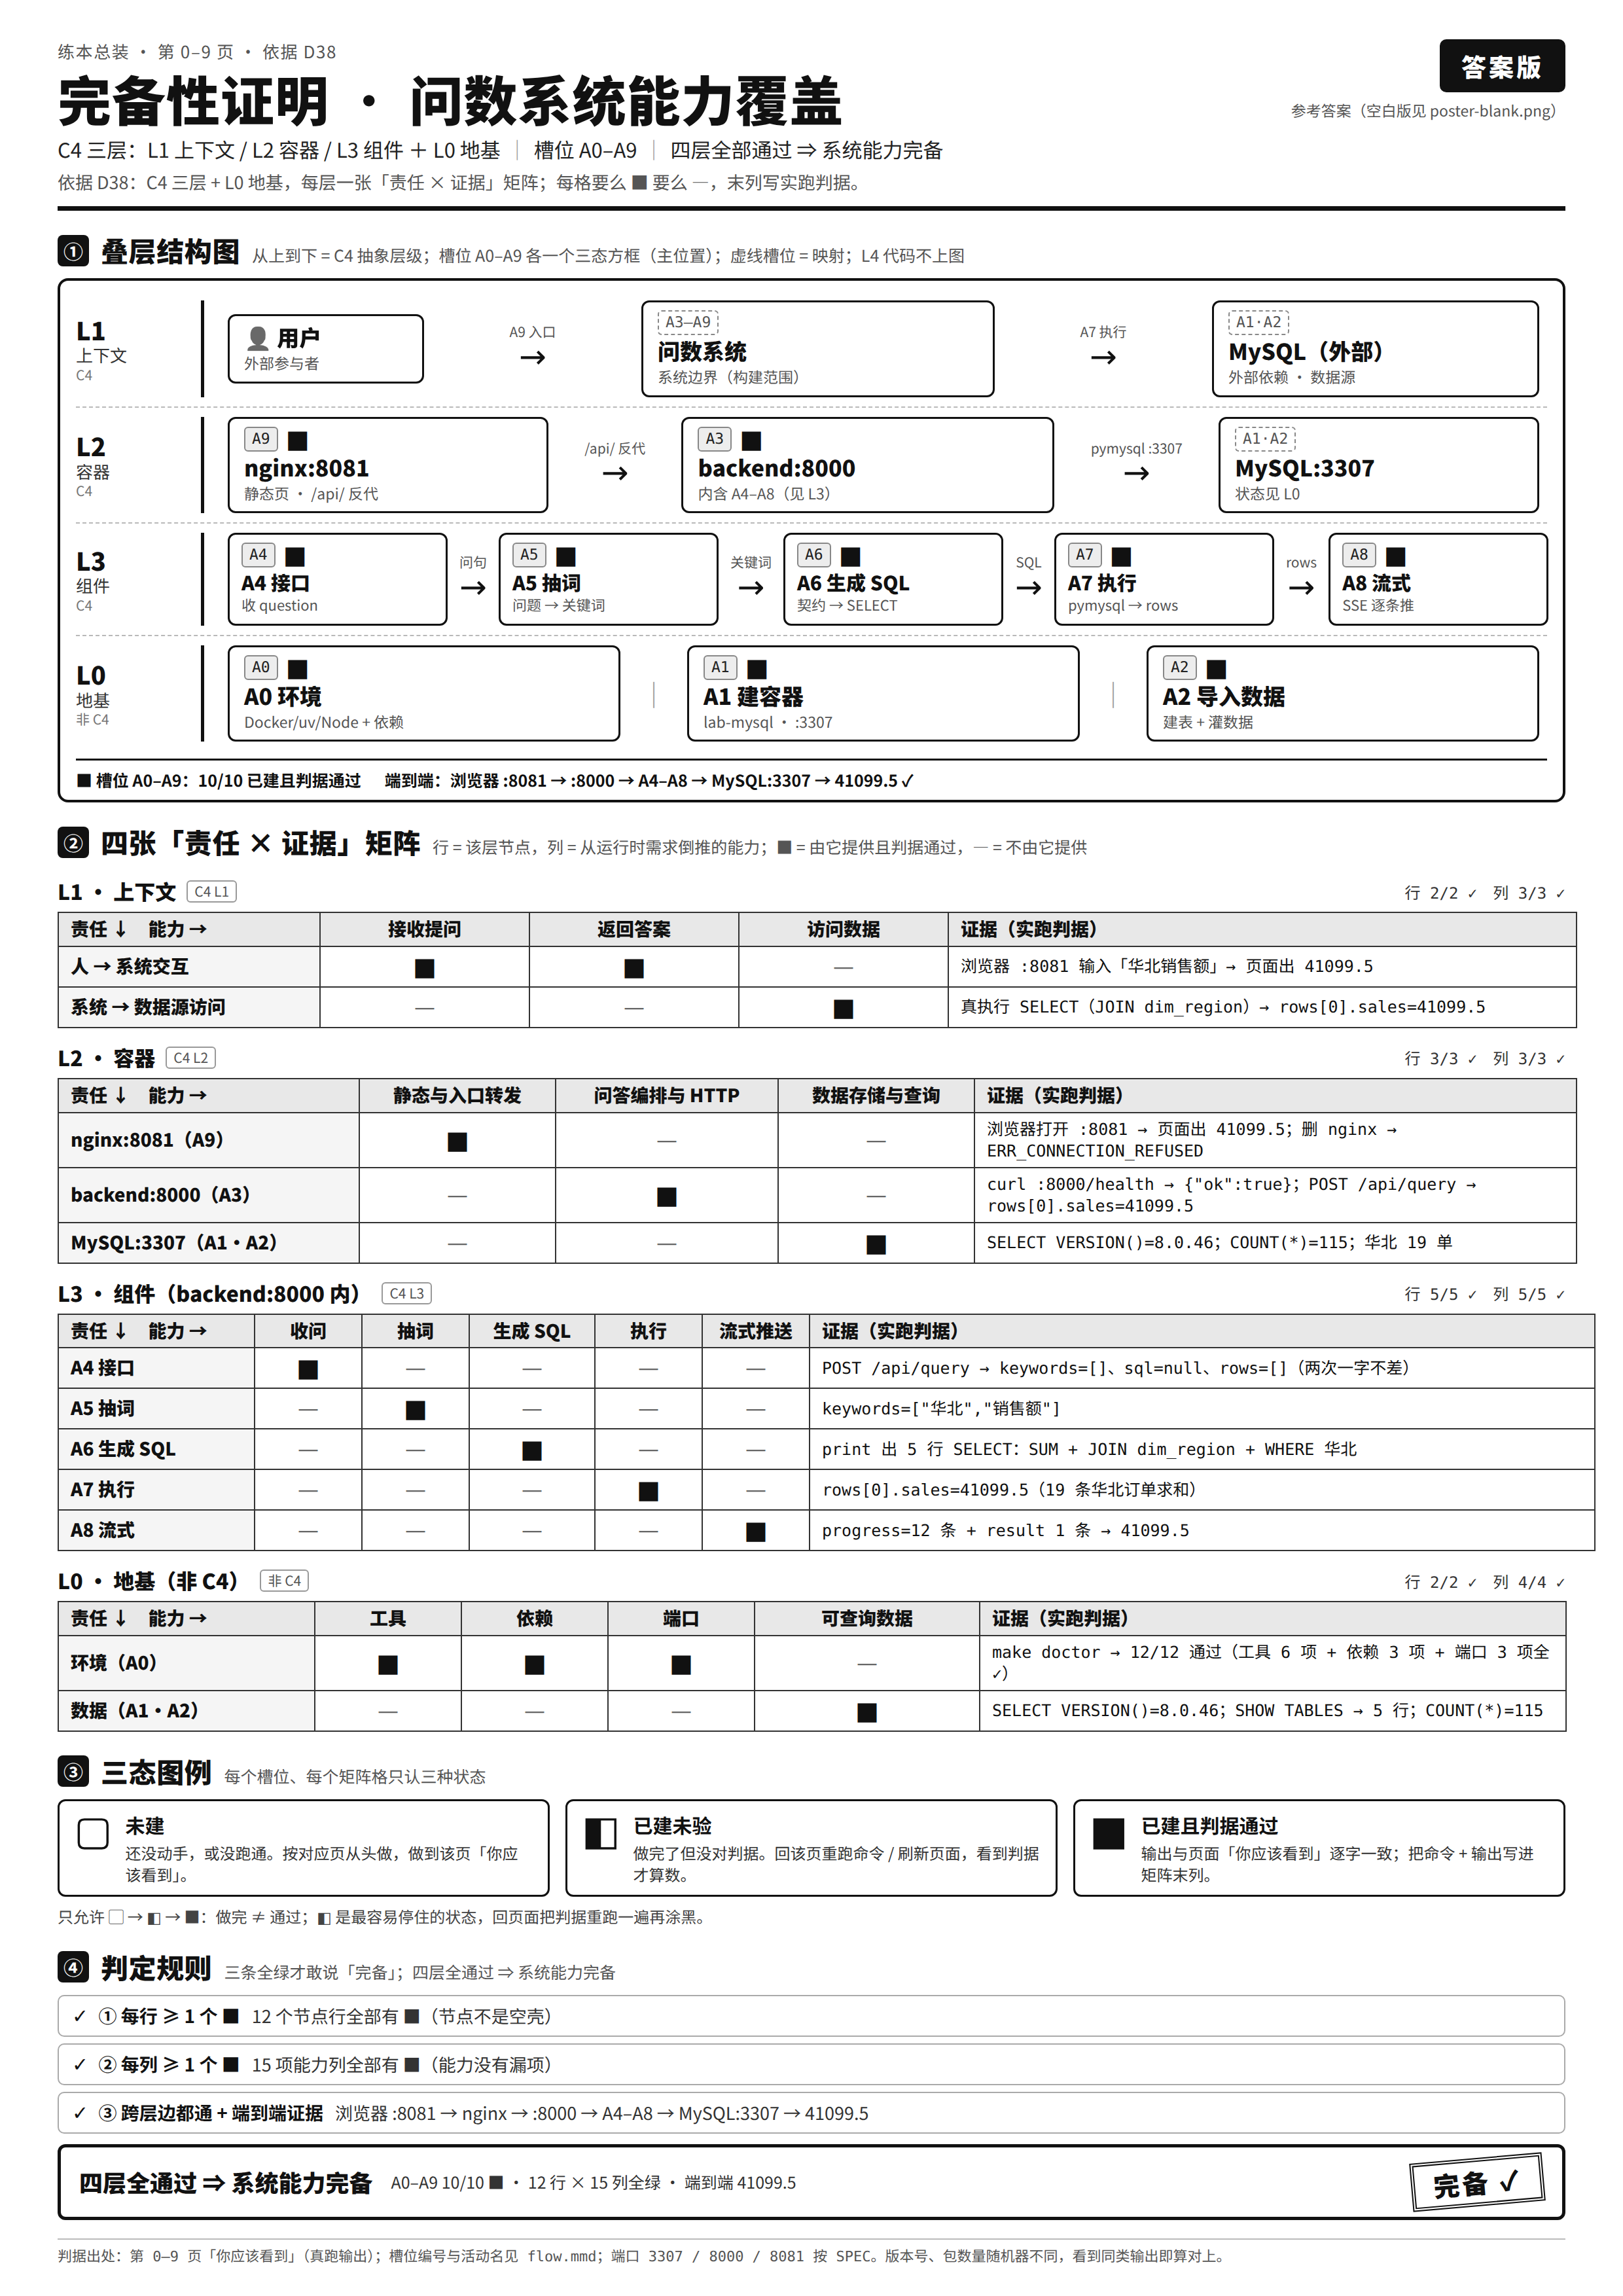 练本总装 · 第 0–9 页 · 依据 D38
完备性证明 · 问数系统能力覆盖
答案版
参考答案（空白版见 poster-blank.png）
C4 三层：L1 上下文 / L2 容器 / L3 组件 ＋ L0 地基 ｜ 槽位 A0–A9 ｜ 四层全部通过 ⇒ 系统能力完备
依据 D38：C4 三层 + L0 地基，每层一张「责任 × 证据」矩阵；每格要么 ■ 要么 —，末列写实跑判据。
① 叠层结构图 从上到下 = C4 抽象层级；槽位 A0–A9 各一个三态方框（主位置）；虚线槽位 = 映射；L4 代码不上图
L1
上下文
C4
👤 用户
外部参与者
A9 入口
→
A3–A9
问数系统
系统边界（构建范围）
A7 执行
→
A1·A2
MySQL（外部）
外部依赖 · 数据源
L2
容器
C4
A9 ■
nginx:8081
静态页 · /api/ 反代
/api/ 反代
→
A3 ■
backend:8000
内含 A4–A8（见 L3）
pymysql :3307
→
A1·A2
MySQL:3307
状态见 L0
L3
组件
C4
A4 ■
A4 接口
收 question
问句
→
A5 ■
A5 抽词
问题 → 关键词
关键词
→
A6 ■
A6 生成 SQL
契约 → SELECT
SQL
→
A7 ■
A7 执行
pymysql → rows
rows
→
A8 ■
A8 流式
SSE 逐条推
L0
地基
非 C4
A0 ■
A0 环境
Docker/uv/Node + 依赖
A1 ■
A1 建容器
lab-mysql · :3307
A2 ■
A2 导入数据
建表 + 灌数据
■ 槽位 A0–A9：10/10 已建且判据通过 端到端：浏览器 :8081 → :8000 → A4–A8 → MySQL:3307 → 41099.5 ✓
② 四张「责任 × 证据」矩阵 行 = 该层节点，列 = 从运行时需求倒推的能力；■ = 由它提供且判据通过，— = 不由它提供
L1 · 上下文 C4 L1 行 2/2 ✓ 列 3/3 ✓
责任 ↓ 能力 → 接收提问 返回答案 访问数据 证据（实跑判据）
人 → 系统交互 ■ ■ — 浏览器 :8081 输入「华北销售额」→ 页面出 41099.5
系统 → 数据源访问 — — ■ 真执行 SELECT（JOIN dim_region）→ rows[0].sales=41099.5
L2 · 容器 C4 L2 行 3/3 ✓ 列 3/3 ✓
责任 ↓ 能力 → 静态与入口转发 问答编排与 HTTP 数据存储与查询 证据（实跑判据）
nginx:8081（A9） ■ — — 浏览器打开 :8081 → 页面出 41099.5；删 nginx →
ERR_CONNECTION_REFUSED
backend:8000（A3） — ■ — curl :8000/health → {"ok":true}；POST /api/query →
rows[0].sales=41099.5
MySQL:3307（A1·A2） — — ■ SELECT VERSION()=8.0.46；COUNT(*)=115；华北 19 单
L3 · 组件（backend:8000 内） C4 L3 行 5/5 ✓ 列 5/5 ✓
责任 ↓ 能力 → 收问 抽词 生成 SQL 执行 流式推送 证据（实跑判据）
A4 接口 ■ — — — — POST /api/query → keywords=[]、sql=null、rows=[]（两次一字不差）
A5 抽词 — ■ — — — keywords=["华北","销售额"]
A6 生成 SQL — — ■ — — print 出 5 行 SELECT：SUM + JOIN dim_region + WHERE 华北
A7 执行 — — — ■ — rows[0].sales=41099.5（19 条华北订单求和）
A8 流式 — — — — ■ progress=12 条 + result 1 条 → 41099.5
L0 · 地基（非 C4） 非 C4 行 2/2 ✓ 列 4/4 ✓
责任 ↓ 能力 → 工具 依赖 端口 可查询数据 证据（实跑判据）
环境（A0） ■ ■ ■ — make doctor → 12/12 通过（工具 6 项 + 依赖 3 项 + 端口 3 项全
✓）
数据（A1·A2） — — — ■ SELECT VERSION()=8.0.46；SHOW TABLES → 5 行；COUNT(*)=115
③ 三态图例 每个槽位、每个矩阵格只认三种状态
未建
还没动手，或没跑通。按对应页从头做，做到该页「你应
该看到」。
已建未验
做完了但没对判据。回该页重跑命令 / 刷新页面，看到判据
才算数。
已建且判据通过
输出与页面「你应该看到」逐字一致；把命令 + 输出写进
矩阵末列。
只允许 □ → ◧ → ■：做完 ≠ 通过；◧ 是最容易停住的状态，回页面把判据重跑一遍再涂黑。
④ 判定规则 三条全绿才敢说「完备」；四层全通过 ⇒ 系统能力完备
✓ ① 每行 ≥ 1 个 ■ 12 个节点行全部有 ■（节点不是空壳）
✓ ② 每列 ≥ 1 个 ■ 15 项能力列全部有 ■（能力没有漏项）
✓ ③ 跨层边都通 + 端到端证据 浏览器 :8081 → nginx → :8000 → A4–A8 → MySQL:3307 → 41099.5
四层全通过 ⇒ 系统能力完备 A0–A9 10/10 ■ · 12 行 × 15 列全绿 · 端到端 41099.5
完备 ✓
判据出处：第 0–9 页「你应该看到」（真跑输出）；槽位编号与活动名见 flow.mmd；端口 3307 / 8000 / 8081 按 SPEC。版本号、包数量随机器不同，看到同类输出即算对上。